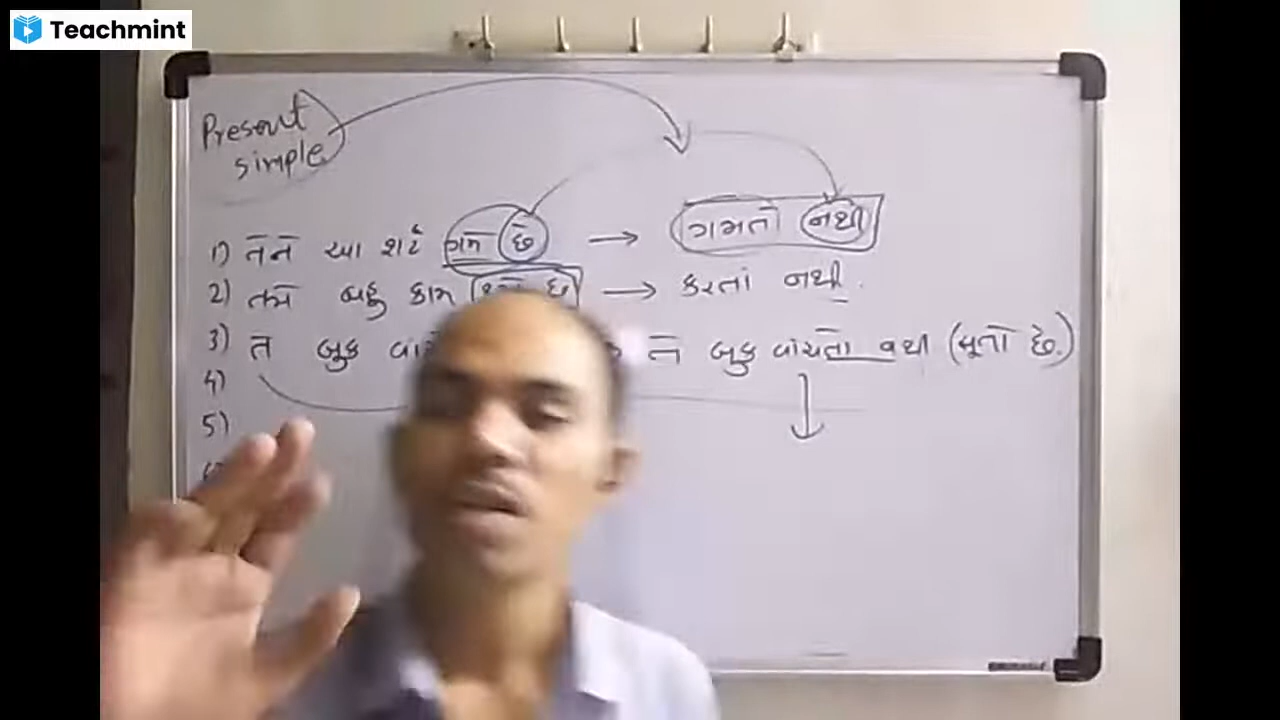 Teachmint
Present
simple
1) તેને આ શર્ટ ગમે છે → ગમતો નથી
2) તમે બહુ કામ કરો છો → કરતાં નથી.
3) તે બુક વાં તે બુક વાંચતો નથી (સૂતો છે.)
4)
5)